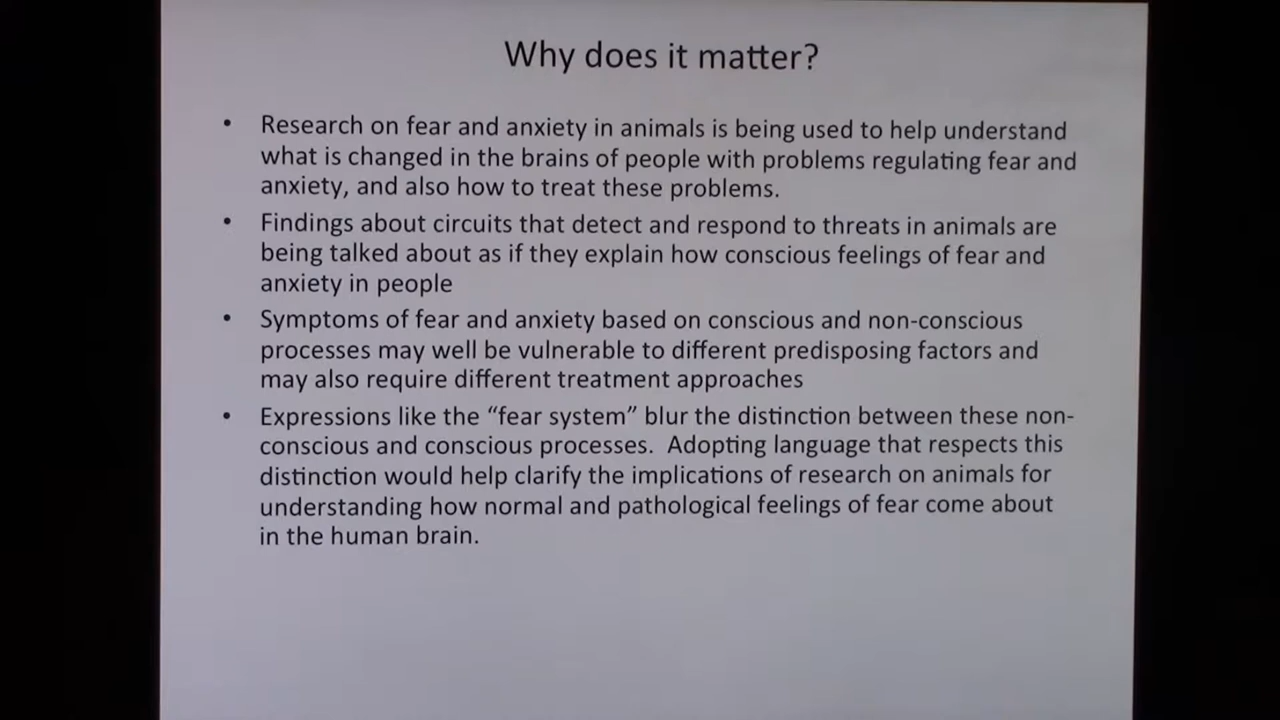 Why does it matter?
• Research on fear and anxiety in animals is being used to help understand
what is changed in the brains of people with problems regulating fear and
anxiety, and also how to treat these problems.
• Findings about circuits that detect and respond to threats in animals are
being talked about as if they explain how conscious feelings of fear and
anxiety in people
• Symptoms of fear and anxiety based on conscious and non-conscious
processes may well be vulnerable to different predisposing factors and
may also require different treatment approaches
• Expressions like the “fear system” blur the distinction between these non-
conscious and conscious processes.  Adopting language that respects this
distinction would help clarify the implications of research on animals for
understanding how normal and pathological feelings of fear come about
in the human brain.